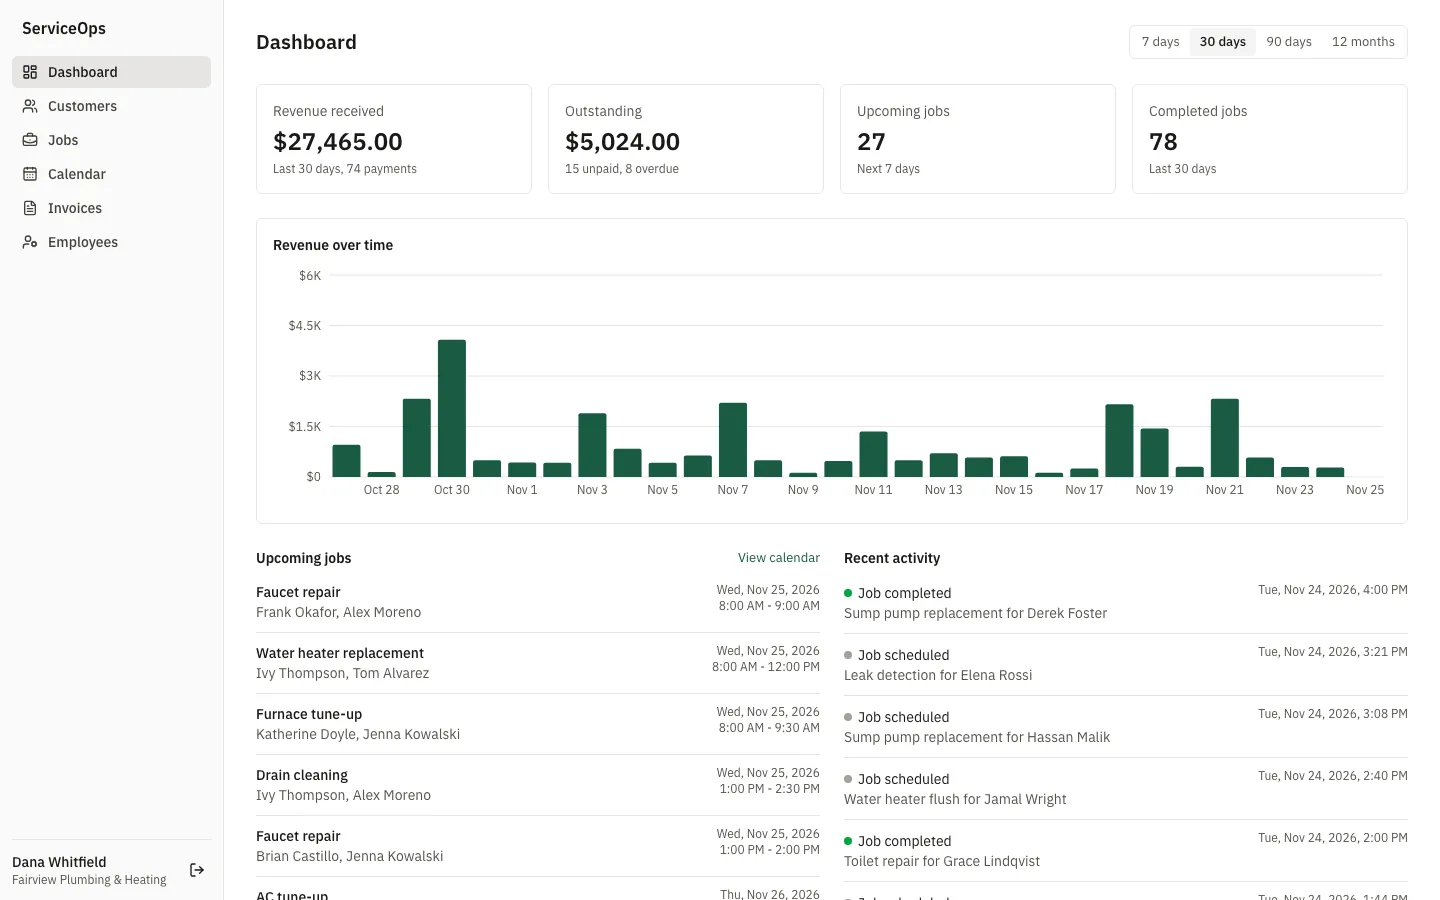 ServiceOps
Dashboard
Customers
Jobs
Calendar
Invoices
Employees
Dana Whitfield
Fairview Plumbing & Heating
Dashboard
7 days
30 days
90 days
12 months
Revenue received
$27,465.00
Last 30 days, 74 payments
Outstanding
$5,024.00
15 unpaid, 8 overdue
Upcoming jobs
27
Next 7 days
Completed jobs
78
Last 30 days
Revenue over time
$6K
$4.5K
$3K
$1.5K
$0
Oct 28
Oct 30
Nov 1
Nov 3
Nov 5
Nov 7
Nov 9
Nov 11
Nov 13
Nov 15
Nov 17
Nov 19
Nov 21
Nov 23
Nov 25
Upcoming jobs
View calendar
Faucet repair
Frank Okafor, Alex Moreno
Wed, Nov 25, 2026
8:00 AM - 9:00 AM
Water heater replacement
Ivy Thompson, Tom Alvarez
Wed, Nov 25, 2026
8:00 AM - 12:00 PM
Furnace tune-up
Katherine Doyle, Jenna Kowalski
Wed, Nov 25, 2026
8:00 AM - 9:30 AM
Drain cleaning
Ivy Thompson, Alex Moreno
Wed, Nov 25, 2026
1:00 PM - 2:30 PM
Faucet repair
Brian Castillo, Jenna Kowalski
Wed, Nov 25, 2026
1:00 PM - 2:00 PM
AC tune-up
Thu, Nov 26, 2026
Recent activity
Job completed
Sump pump replacement for Derek Foster
Tue, Nov 24, 2026, 4:00 PM
Job scheduled
Leak detection for Elena Rossi
Tue, Nov 24, 2026, 3:21 PM
Job scheduled
Sump pump replacement for Hassan Malik
Tue, Nov 24, 2026, 3:08 PM
Job scheduled
Water heater flush for Jamal Wright
Tue, Nov 24, 2026, 2:40 PM
Job completed
Toilet repair for Grace Lindqvist
Tue, Nov 24, 2026, 2:00 PM
Tue, Nov 24, 2026, 1:44 PM